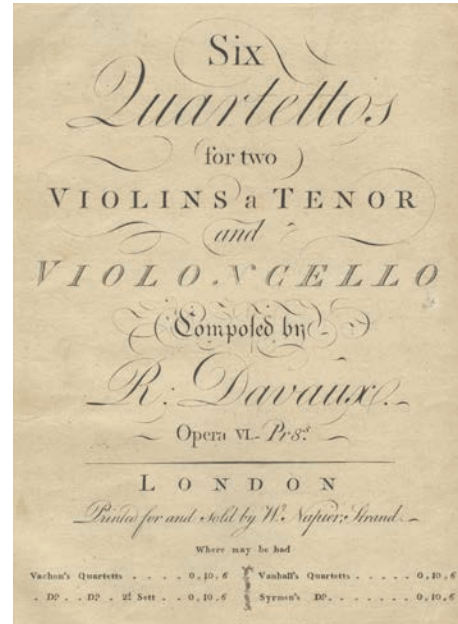 Six
Quartettos
for two
VIOLINS a TENOR
and
VIOLONCELLO
Compoſed by
R: Davaux.
Opera VI. Pr 8.s
LONDON
Printed for and Sold by W. Napier, Strand.
Where may be had
Vachon's Quartetts . . . . . 0,10,6
. Dº. . . Dº. . . 2d Sett . . 0,10,6
Vanhall's Quartetts . . . . . . 0,10,6
Syrmen's Dº. . . . . . . . 0,10,6